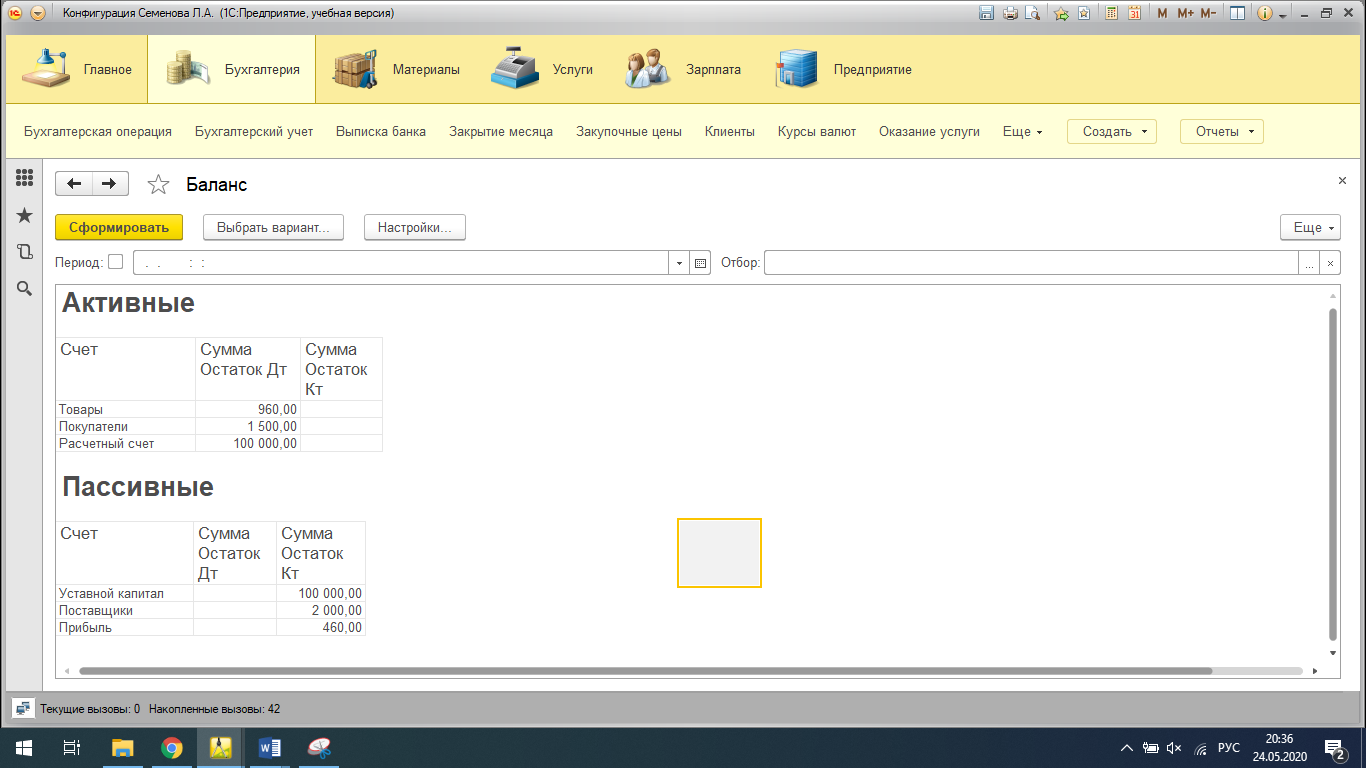 Конфигурация Семенова Л.А. (1С:Предприятие, учебная версия)
31 M M+ M-
Главное Бухгалтерия Материалы Услуги Зарплата Предприятие
Бухгалтерская операция Бухгалтерский учет Выписка банка Закрытие месяца Закупочные цены Клиенты Курсы валют Оказание услуги Еще Создать Отчеты
Баланс
Сформировать Выбрать вариант... Настройки... Еще
Период: . . : : Отбор: ...
Активные
Счет Сумма Остаток Дт Сумма Остаток Кт
Товары 960,00
Покупатели 1 500,00
Расчетный счет 100 000,00
Пассивные
Счет Сумма Остаток Дт Сумма Остаток Кт
Уставной капитал 100 000,00
Поставщики 2 000,00
Прибыль 460,00
Текущие вызовы: 0 Накопленные вызовы: 42
РУС 20:36
24.05.2020 2